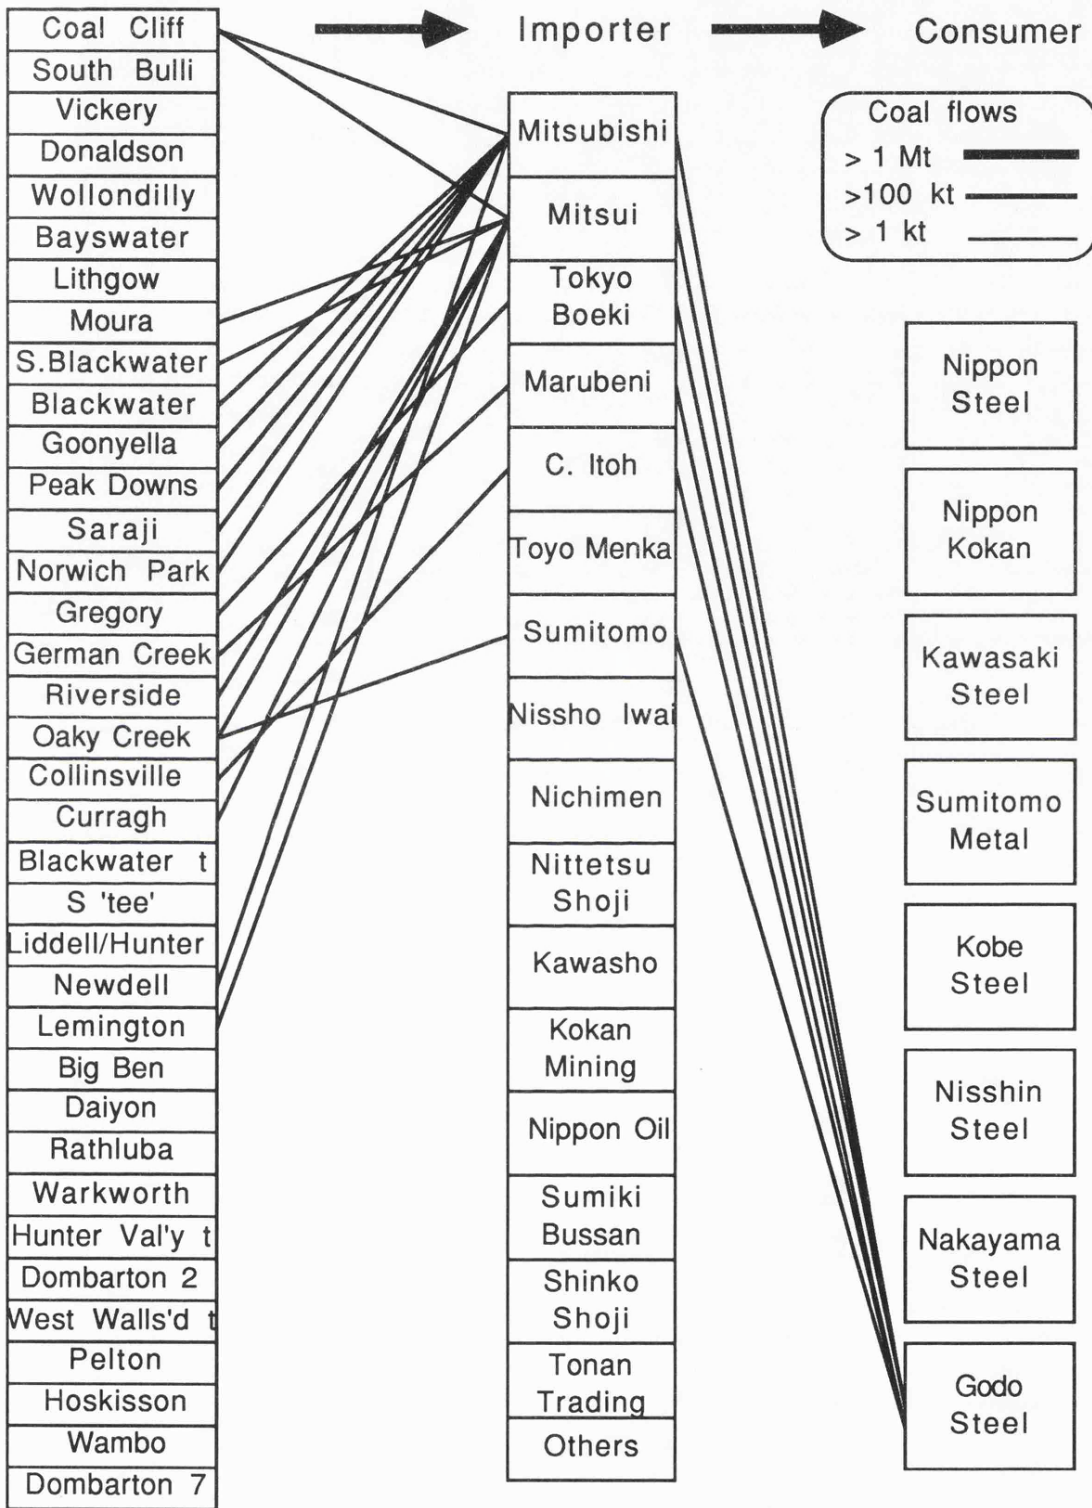 Coal Cliff
South Bulli
Vickery
Donaldson
Wollondilly
Bayswater
Lithgow
Moura
S.Blackwater
Blackwater
Goonyella
Peak Downs
Saraji
Norwich Park
Gregory
German Creek
Riverside
Oaky Creek
Collinsville
Curragh
Blackwater t
S 'tee'
Liddell/Hunter
Newdell
Lemington
Big Ben
Daiyon
Rathluba
Warkworth
Hunter Val'y t
Dombarton 2
West Walls'd t
Pelton
Hoskisson
Wambo
Dombarton 7
Importer
Mitsubishi
Mitsui
Tokyo
Boeki
Marubeni
C. Itoh
Toyo Menka
Sumitomo
Nissho Iwai
Nichimen
Nittetsu
Shoji
Kawasho
Kokan
Mining
Nippon Oil
Sumiki
Bussan
Shinko
Shoji
Tonan
Trading
Others
Consumer
Coal flows
> 1 Mt
>100 kt
> 1 kt
Nippon
Steel
Nippon
Kokan
Kawasaki
Steel
Sumitomo
Metal
Kobe
Steel
Nisshin
Steel
Nakayama
Steel
Godo
Steel